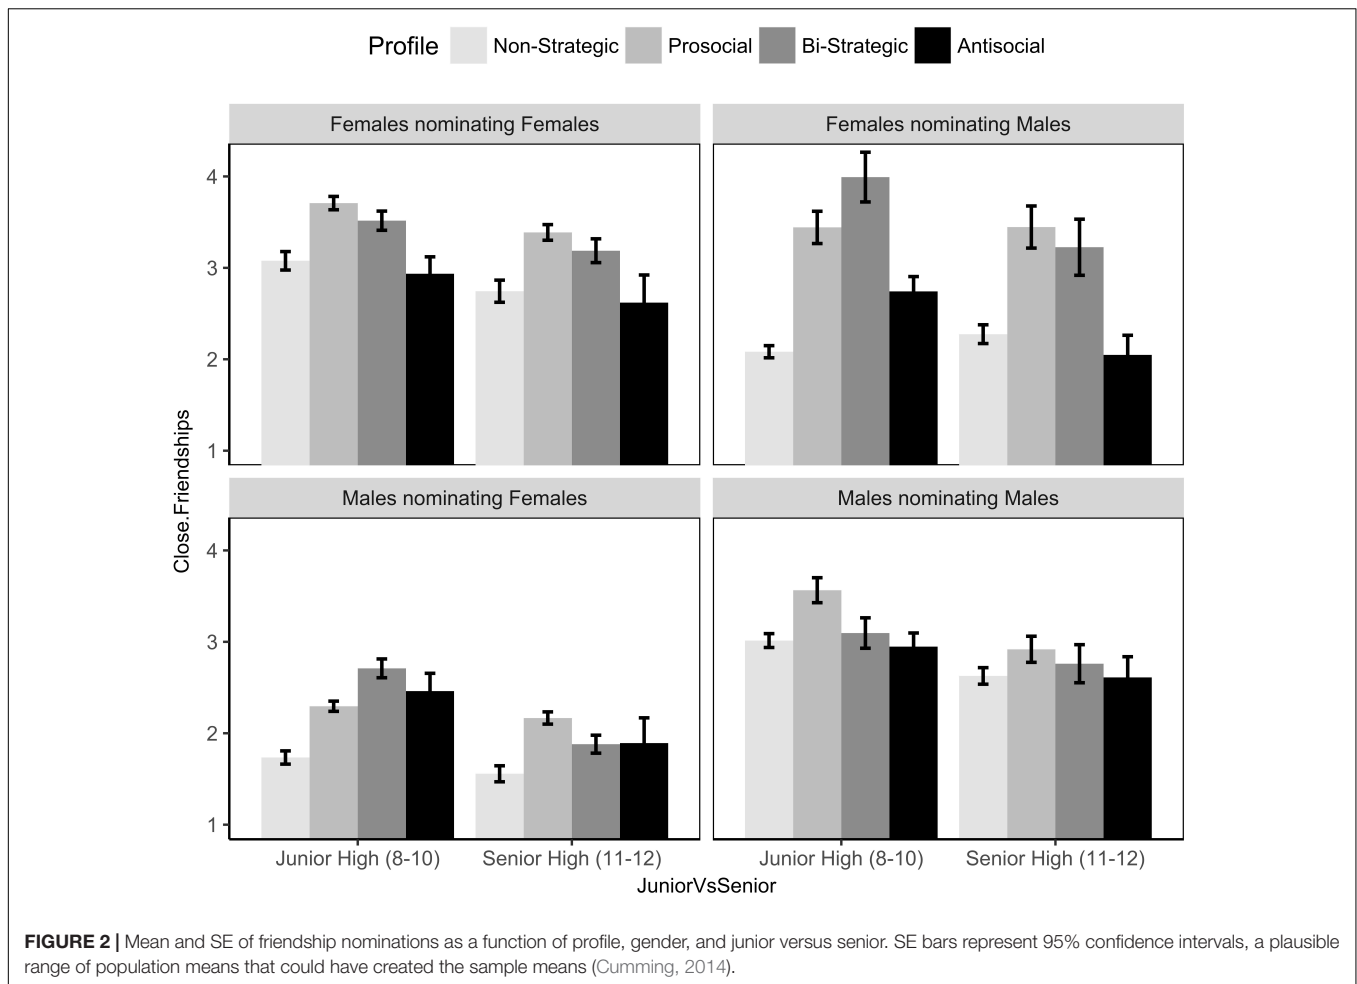 Profile Non-Strategic Prosocial Bi-Strategic Antisocial
Females nominating Females
Females nominating Males
4
3
2
1
Close.Friendships
Males nominating Females
Males nominating Males
4
3
2
1
Junior High (8-10) Senior High (11-12)
Junior High (8-10) Senior High (11-12)
JuniorVsSenior
FIGURE 2 | Mean and SE of friendship nominations as a function of profile, gender, and junior versus senior. SE bars represent 95% confidence intervals, a plausible
range of population means that could have created the sample means (Cumming, 2014).